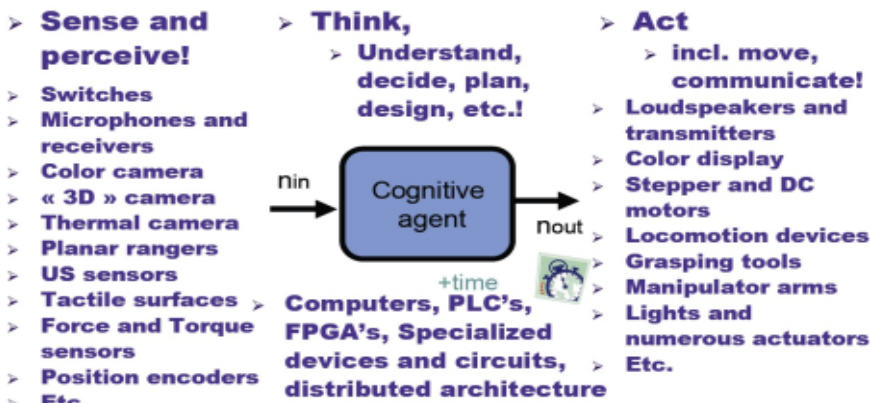 Sense and
perceive!
Switches
Microphones and
receivers
Color camera
« 3D » camera
Thermal camera
Planar rangers
US sensors
Tactile surfaces
Force and Torque
sensors
Position encoders
Etc.
Think,
Understand,
decide, plan,
design, etc.!
nin
Cognitive
agent
nout
+time
Computers, PLC's,
FPGA's, Specialized
devices and circuits,
distributed architecture
Act
incl. move,
communicate!
Loudspeakers and
transmitters
Color display
Stepper and DC
motors
Locomotion devices
Grasping tools
Manipulator arms
Lights and
numerous actuators
Etc.